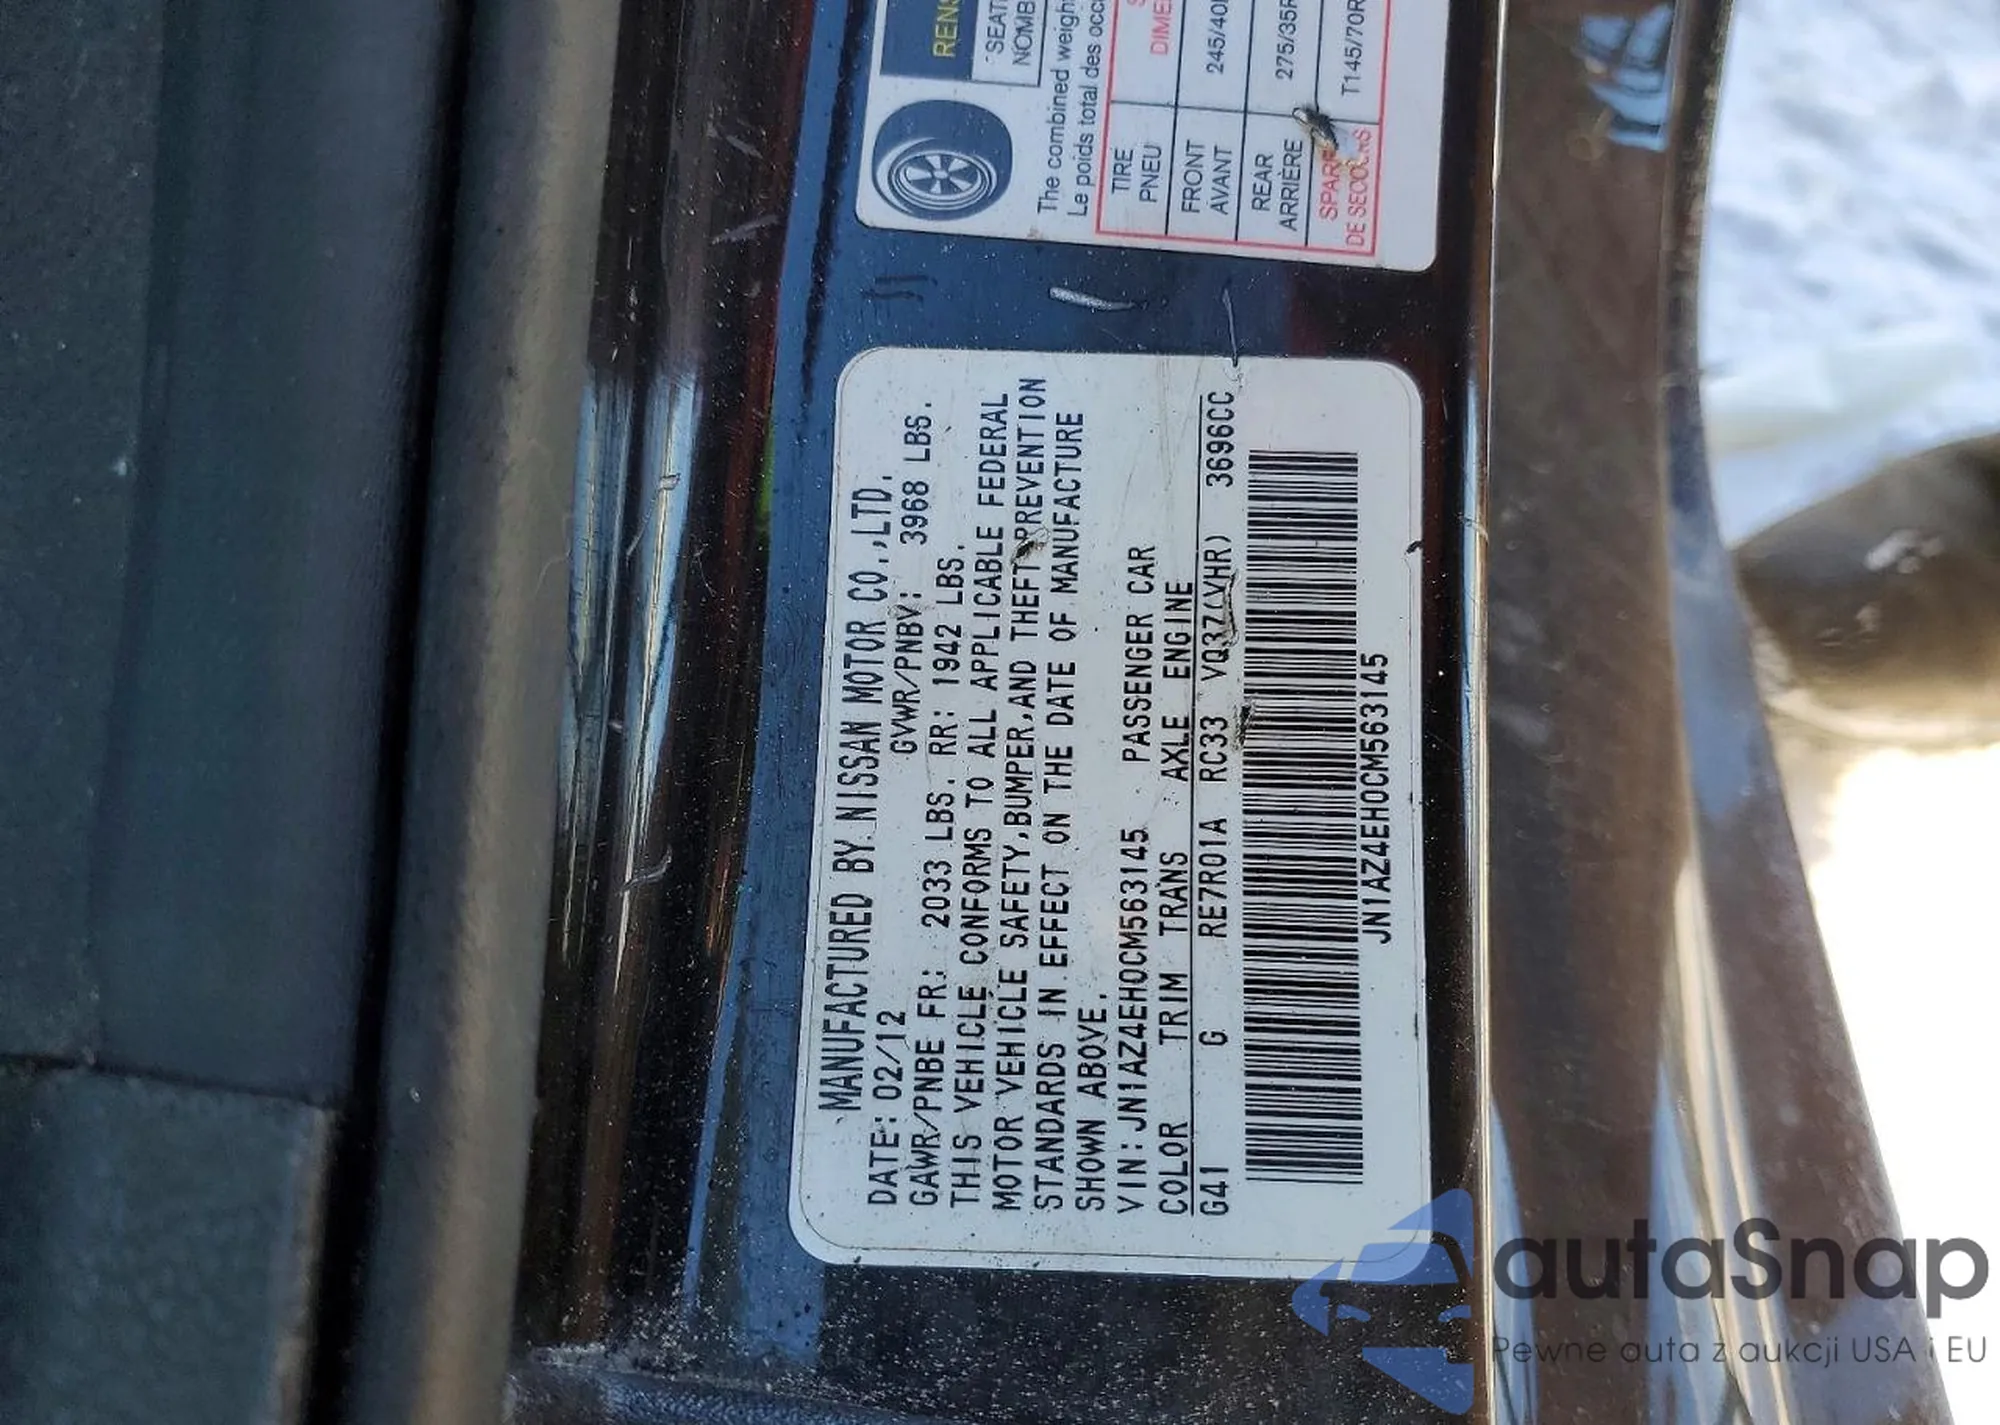 MANUFACTURED BY NISSAN MOTOR CO.,LTD.
DATE: 02/12 GVWR/PNBV: 3968 LBS.
GAWR/PNBE FR: 2033 LBS. RR: 1942 LBS.
THIS VEHICLE CONFORMS TO ALL APPLICABLE FEDERAL
MOTOR VEHICLE SAFETY,BUMPER,AND THEFT PREVENTION
STANDARDS IN EFFECT ON THE DATE OF MANUFACTURE
SHOWN ABOVE.
VIN: JN1AZ4EH0CM563145 PASSENGER CAR
COLOR TRIM TRANS AXLE ENGINE
G41 G RE7R01A RC33 VQ37(VHR) 3696CC
JN1AZ4EH0CM563145
The combined weight
Le poids total des
TIRE
PNEU
FRONT
AVANT
245/40
REAR
ARRIÈRE
275/35
SPARE
DE SECOURS
T145/70R
autaSnap
Pewne auta z aukcji USA i EU